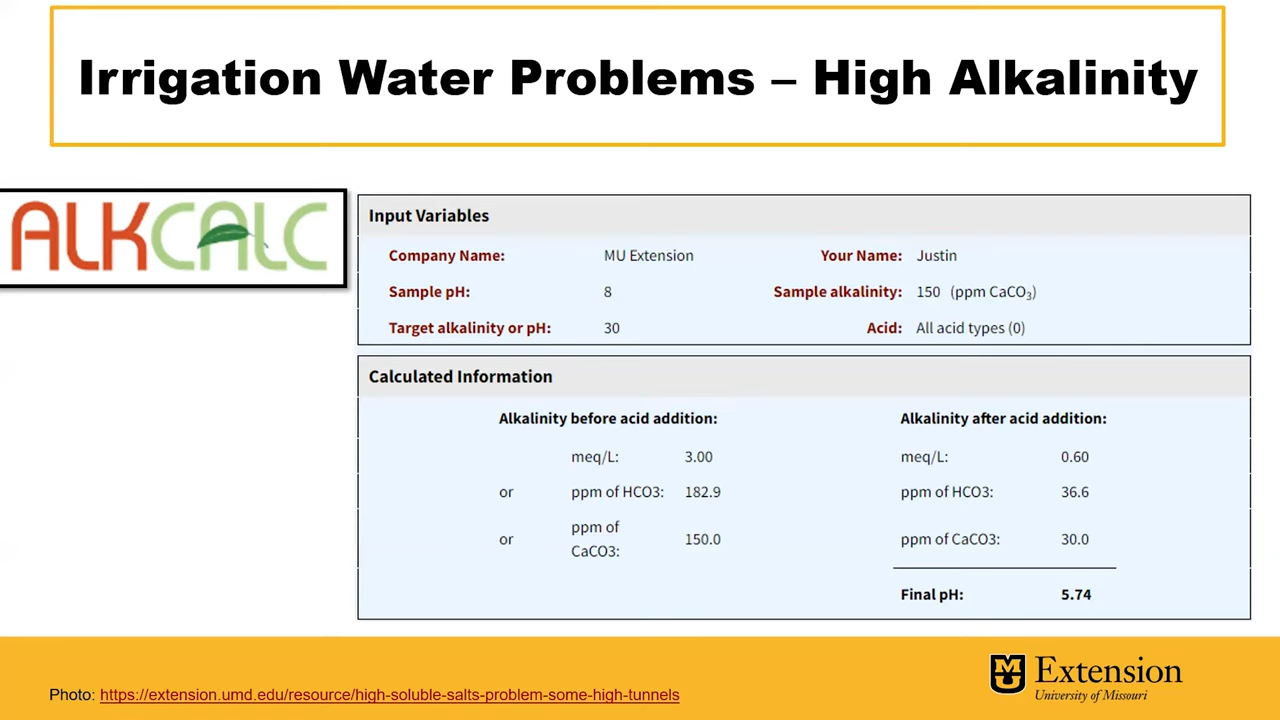 Irrigation Water Problems – High Alkalinity
ALKCALC
Input Variables
Company Name: MU Extension Your Name: Justin
Sample pH: 8 Sample alkalinity: 150 (ppm CaCO3)
Target alkalinity or pH: 30 Acid: All acid types (0)
Calculated Information
Alkalinity before acid addition: Alkalinity after acid addition:
meq/L: 3.00 meq/L: 0.60
or ppm of HCO3: 182.9 ppm of HCO3: 36.6
or ppm of CaCO3: 150.0 ppm of CaCO3: 30.0
Final pH: 5.74
Photo: https://extension.umd.edu/resource/high-soluble-salts-problem-some-high-tunnels
MU Extension
University of Missouri